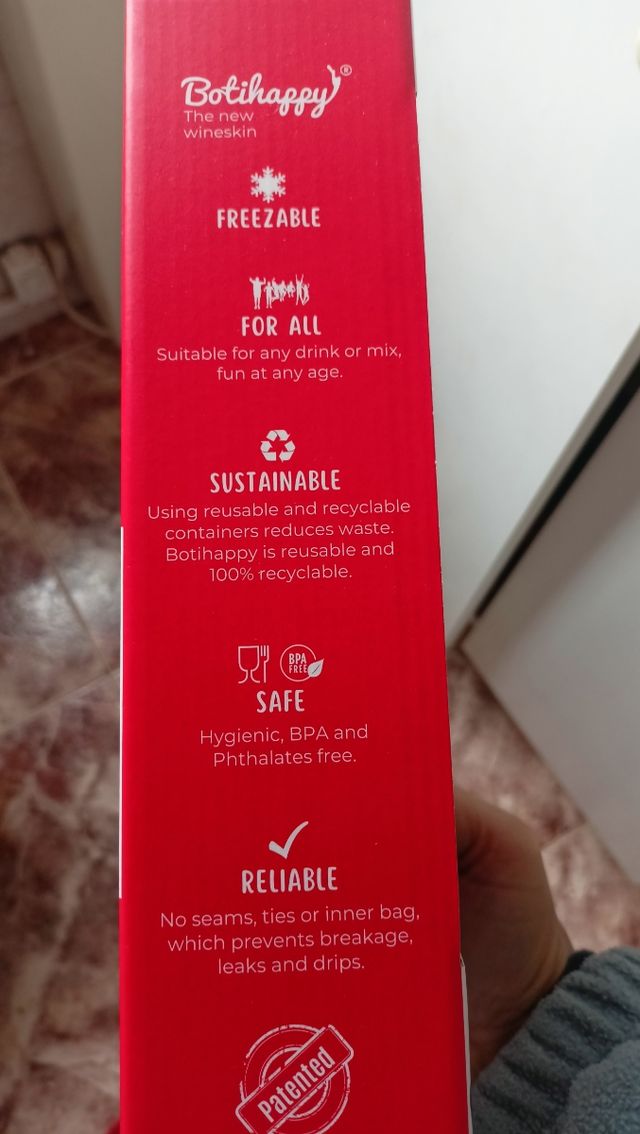 Botihappy®
The new
wineskin
FREEZABLE
FOR ALL
Suitable for any drink or mix,
fun at any age.
SUSTAINABLE
Using reusable and recyclable
containers reduces waste.
Botihappy is reusable and
100% recyclable.
BPA
FREE
SAFE
Hygienic, BPA and
Phthalates free.
RELIABLE
No seams, ties or inner bag,
which prevents breakage,
leaks and drips.
Patented